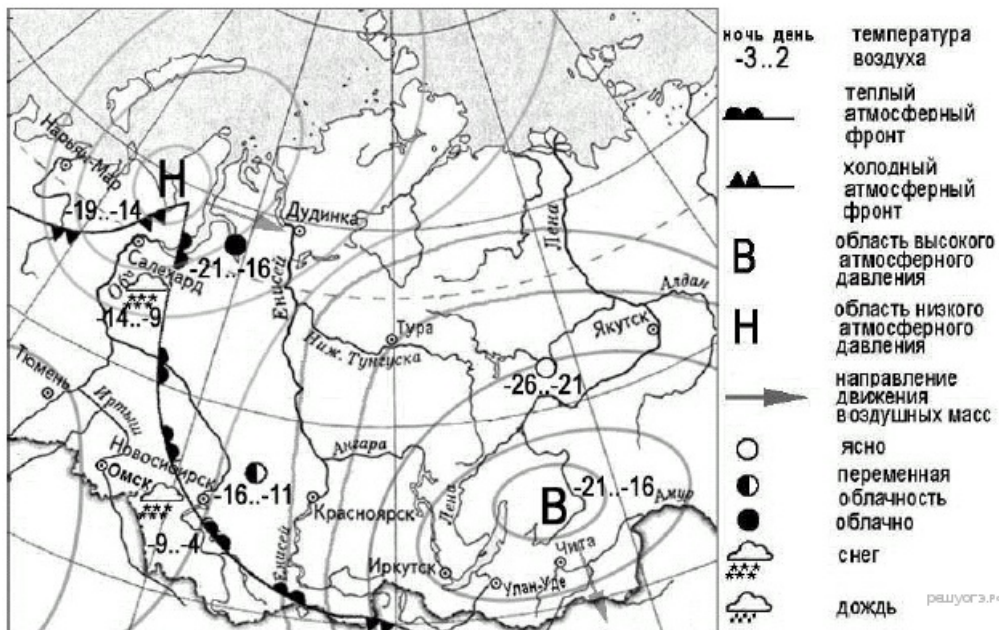 Нарьян-Мар
Н
-19..-14
Дудинка
Салехард
-21..-16
Обь
-14..-9
Енисей
Лена
Алдан
Якутск
Тура
Ниж. Тунгуска
-26..-21
Тюмень
Иртыш
Ангара
Новосибирск
Омск
-16..-11
Красноярск
Лена
В
-21..-16
Амур
-9..-4
Енисей
Иркутск
Улан-Уде
Чита
ночь день
-3..2
температура
воздуха
теплый
атмосферный
фронт
холодный
атмосферный
фронт
В
область высокого
атмосферного
давления
Н
область низкого
атмосферного
давления
направление
движения
воздушных масс
ясно
переменная
облачность
облачно
снег
дождь